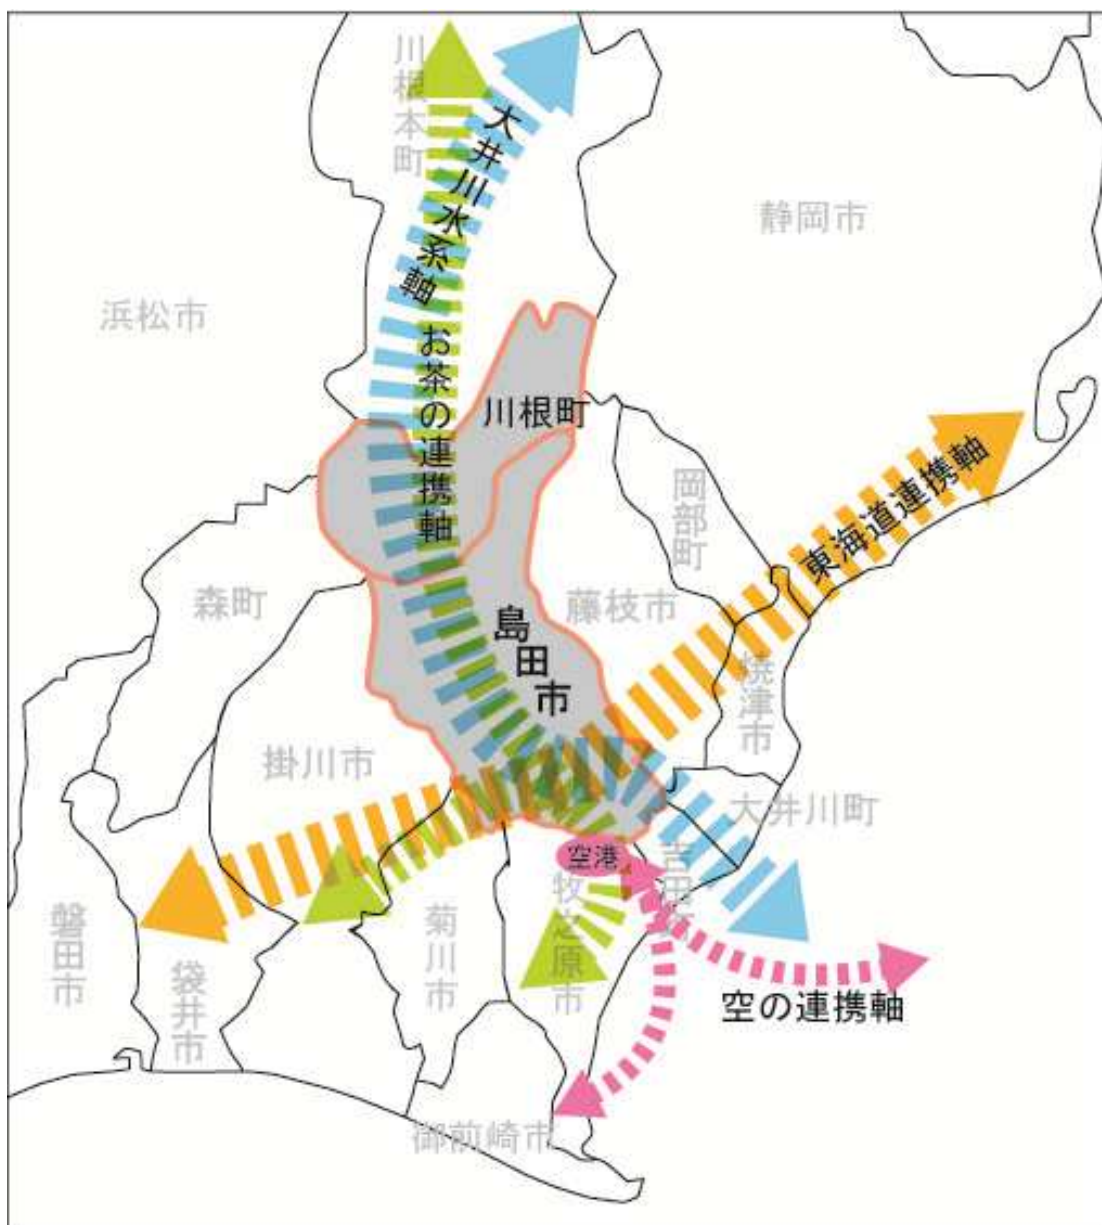 川根本町
大井川水系軸
静岡市
浜松市
お茶の連携軸
川根町
岡部町
東海道連携軸
森町
藤枝市
島田市
焼津市
掛川市
大井川町
空港
吉田町
牧之原市
菊川市
磐田市
袋井市
空の連携軸
御前崎市